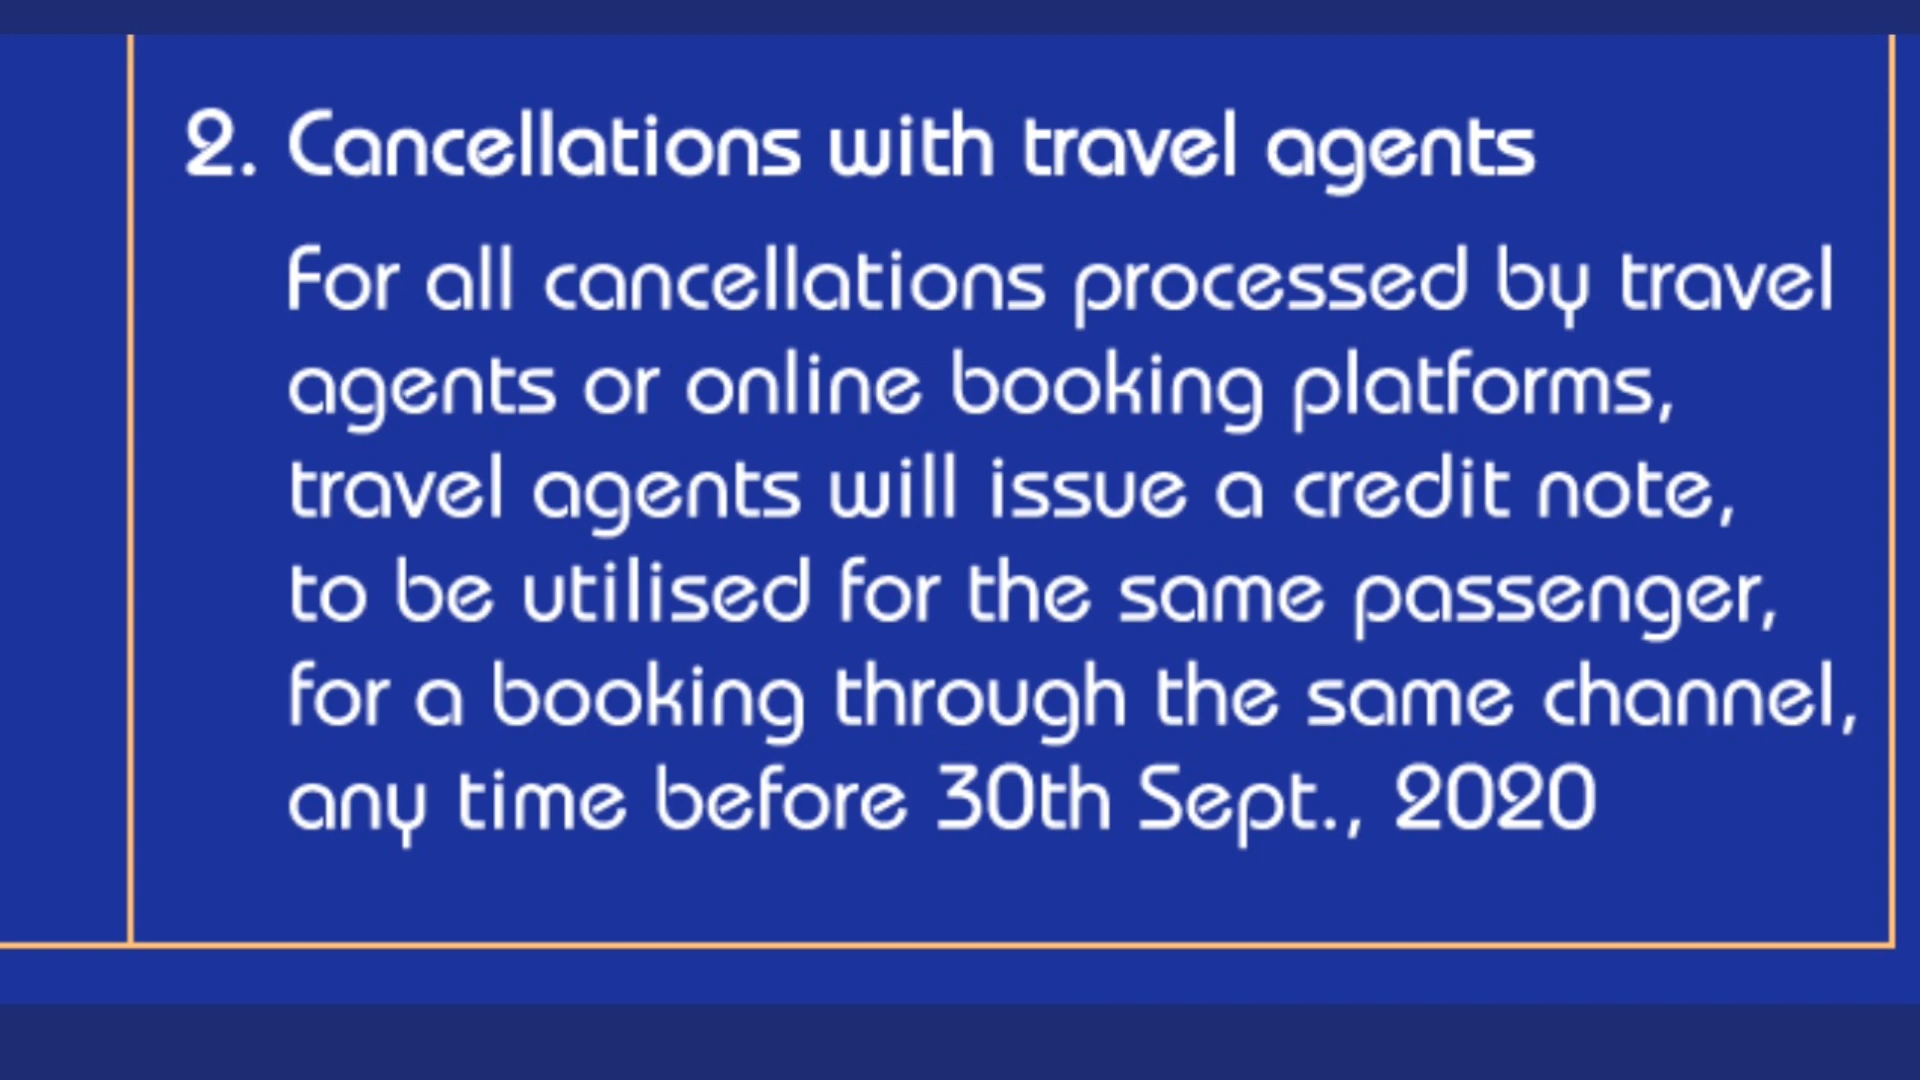 2. Cancellations with travel agents
For all cancellations processed by travel
agents or online booking platforms,
travel agents will issue a credit note,
to be utilised for the same passenger,
for a booking through the same channel,
any time before 30th Sept., 2020